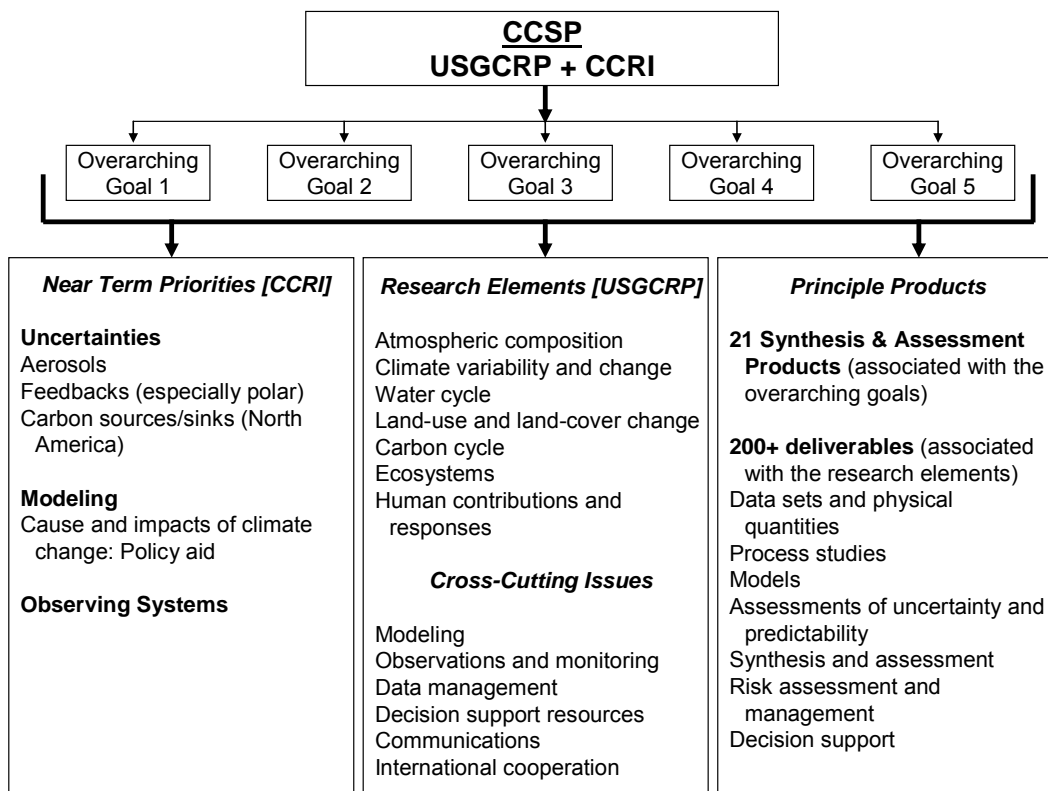 CCSP
USGCRP + CCRI
Overarching
Goal 1
Overarching
Goal 2
Overarching
Goal 3
Overarching
Goal 4
Overarching
Goal 5
Near Term Priorities [CCRI]
Uncertainties
Aerosols
Feedbacks (especially polar)
Carbon sources/sinks (North
America)
Modeling
Cause and impacts of climate
change: Policy aid
Observing Systems
Research Elements [USGCRP]
Atmospheric composition
Climate variability and change
Water cycle
Land-use and land-cover change
Carbon cycle
Ecosystems
Human contributions and
responses
Cross-Cutting Issues
Modeling
Observations and monitoring
Data management
Decision support resources
Communications
International cooperation
Principle Products
21 Synthesis & Assessment
Products (associated with the
overarching goals)
200+ deliverables (associated
with the research elements)
Data sets and physical
quantities
Process studies
Models
Assessments of uncertainty and
predictability
Synthesis and assessment
Risk assessment and
management
Decision support